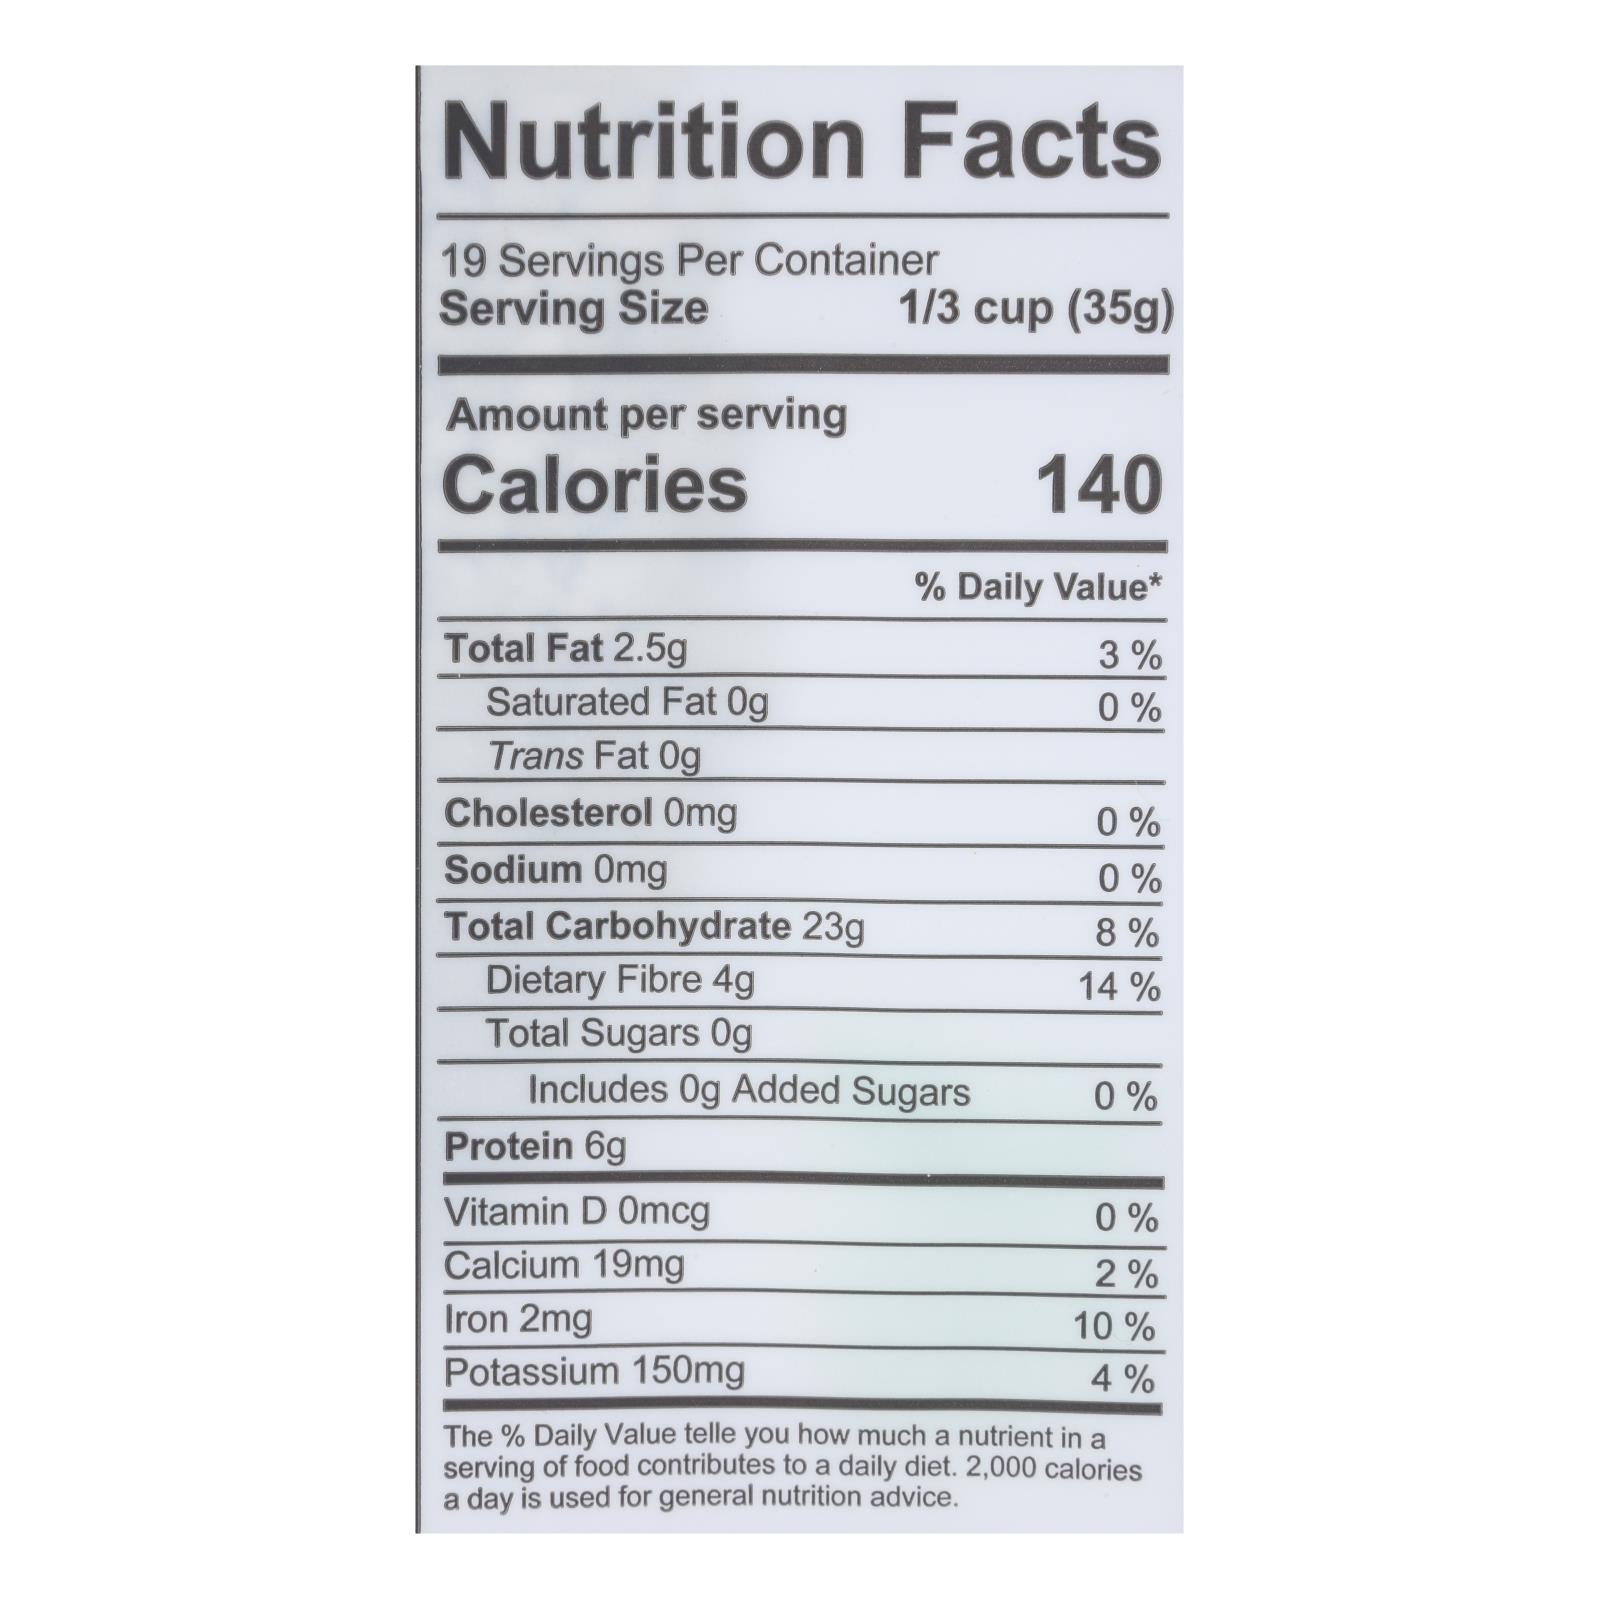 Nutrition Facts
19 Servings Per Container
Serving Size 1/3 cup (35g)
Amount per serving
Calories 140
% Daily Value*
Total Fat 2.5g 3 %
Saturated Fat 0g 0 %
Trans Fat 0g
Cholesterol 0mg 0 %
Sodium 0mg 0 %
Total Carbohydrate 23g 8 %
Dietary Fibre 4g 14 %
Total Sugars 0g
Includes 0g Added Sugars 0 %
Protein 6g
Vitamin D 0mcg 0 %
Calcium 19mg 2 %
Iron 2mg 10 %
Potassium 150mg 4 %
The % Daily Value telle you how much a nutrient in a
serving of food contributes to a daily diet. 2,000 calories
a day is used for general nutrition advice.